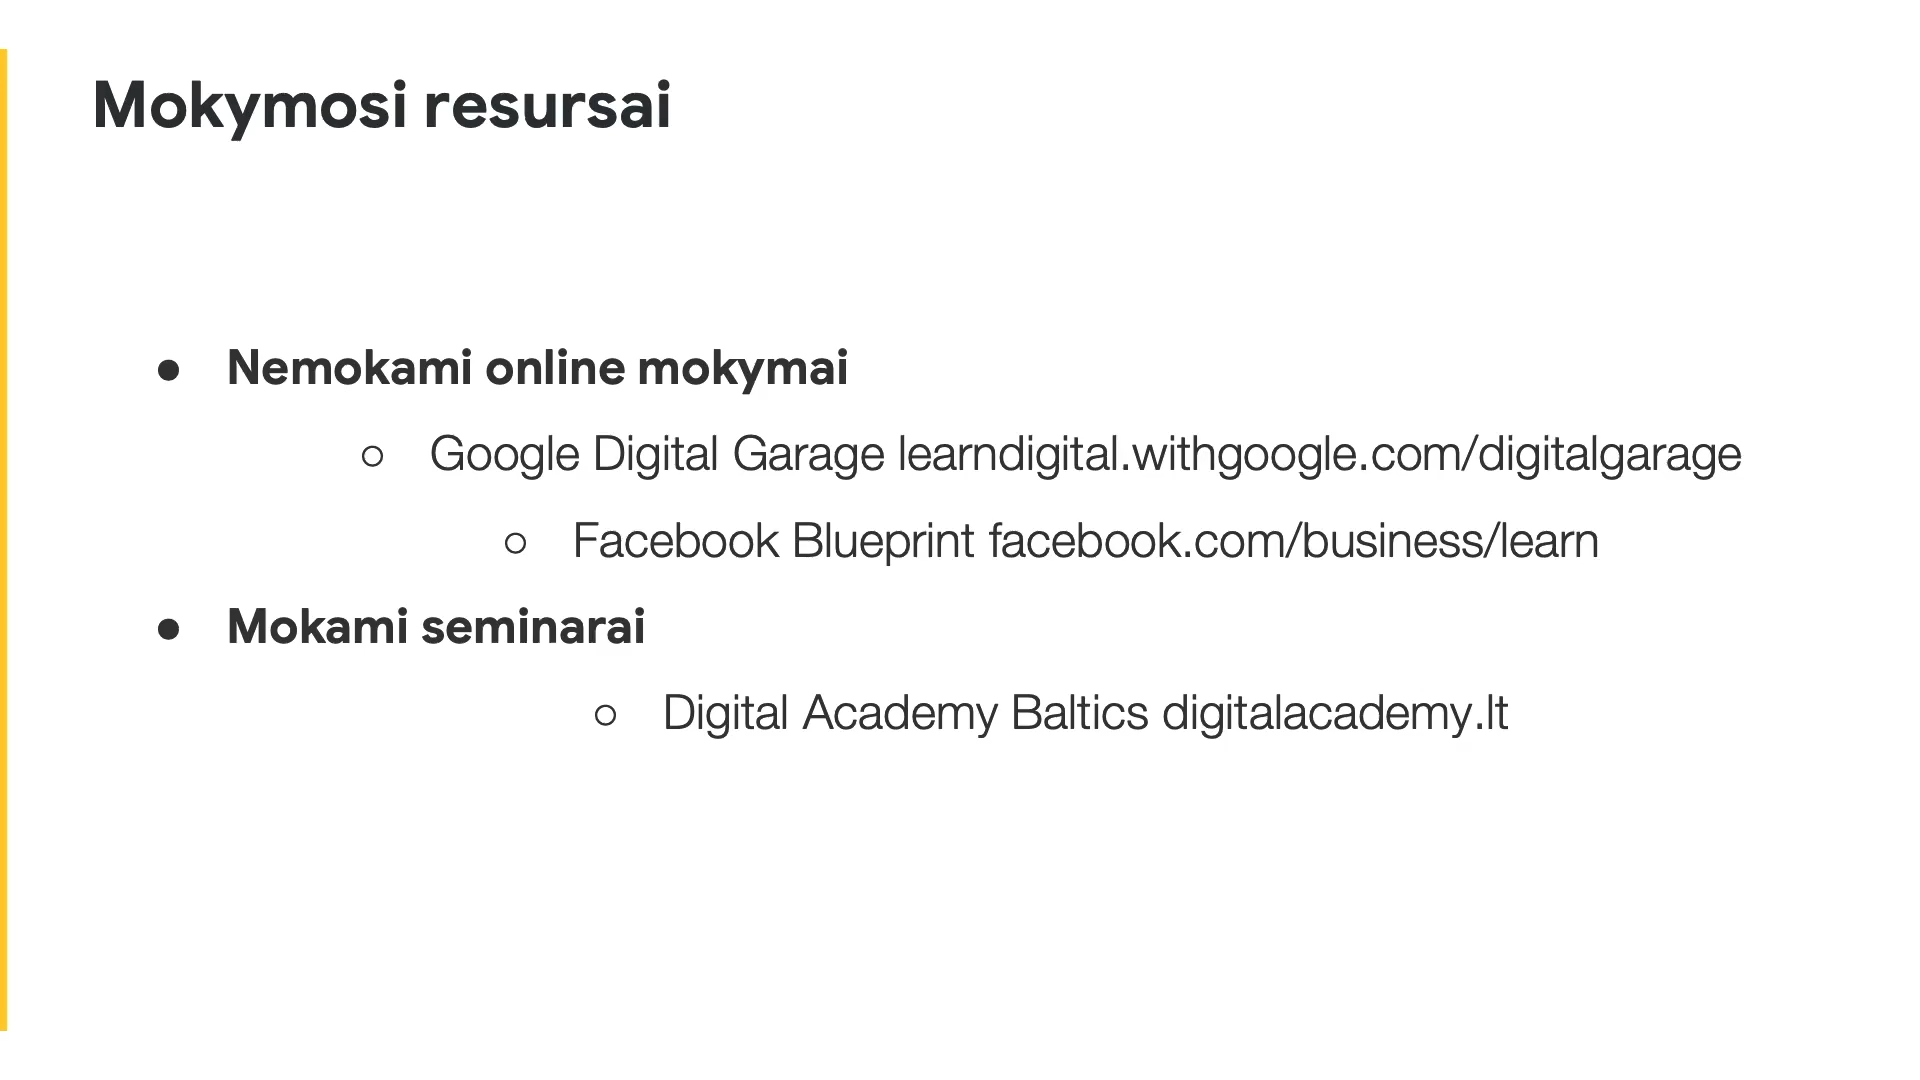 Mokymosi resursai
● Nemokami online mokymai
○ Google Digital Garage learndigital.withgoogle.com/digitalgarage
○ Facebook Blueprint facebook.com/business/learn
● Mokami seminarai
○ Digital Academy Baltics digitalacademy.lt